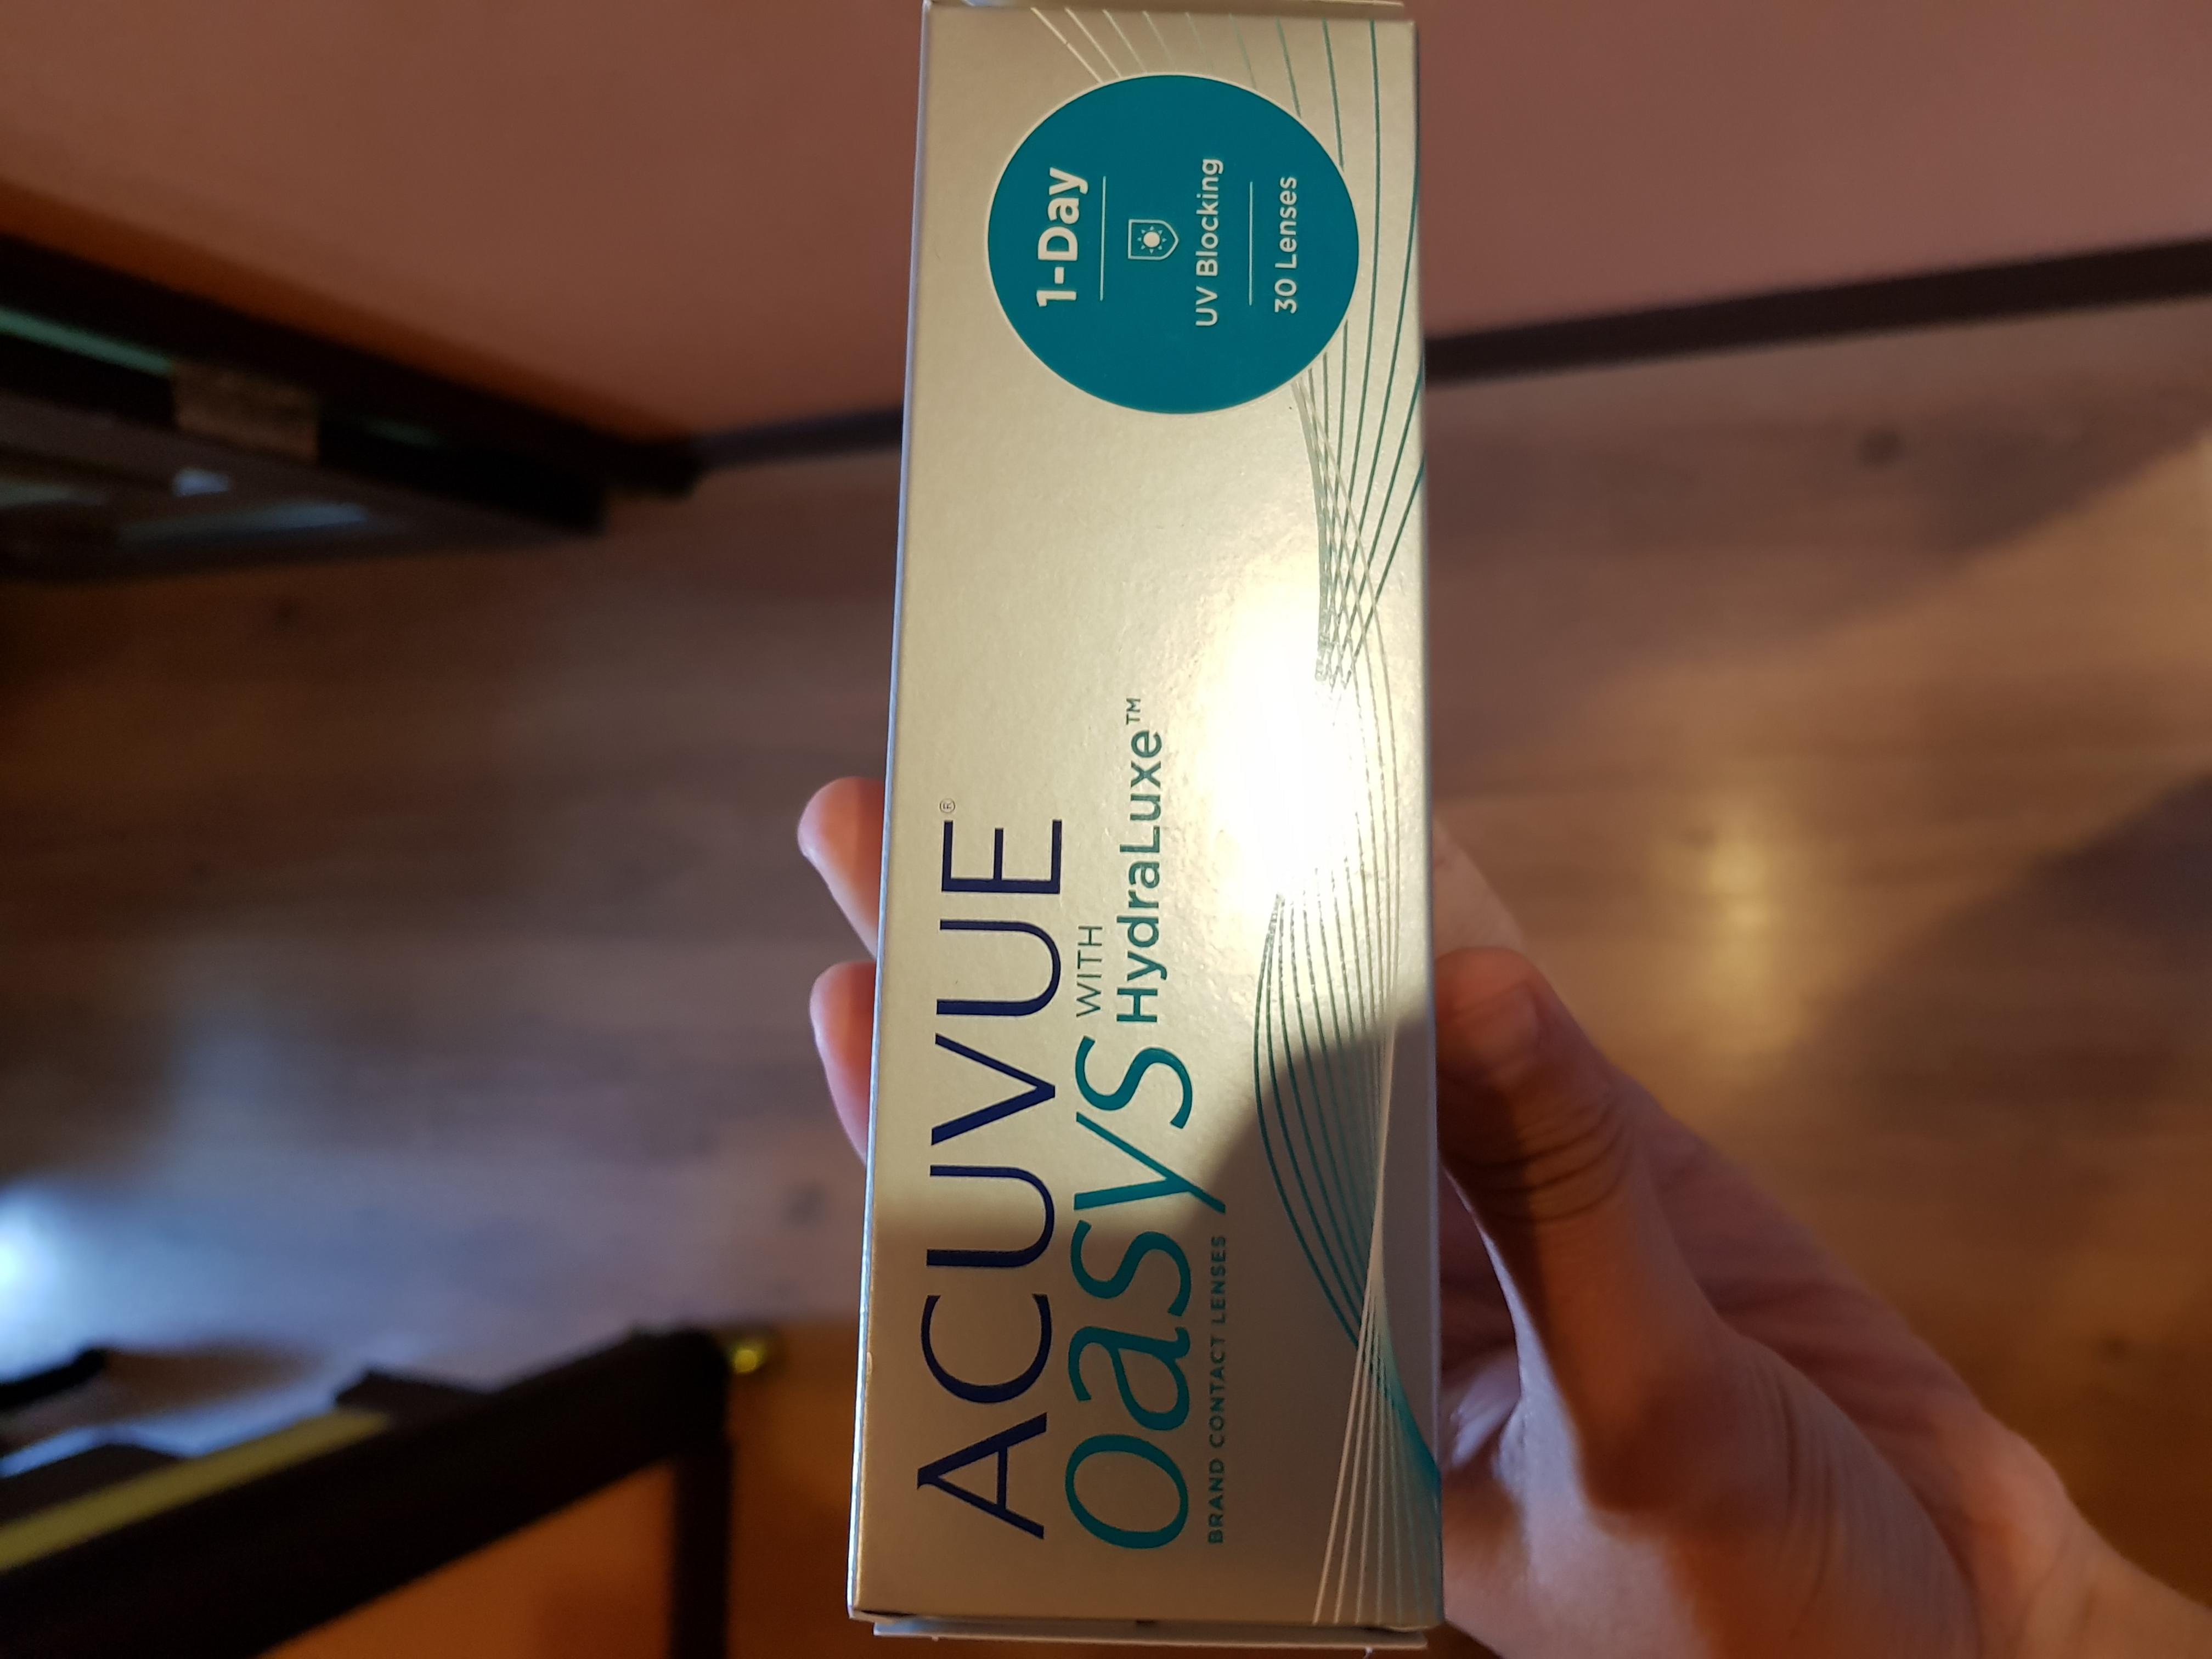 ACUVUE®
oasys WITH HydraLuxe™
BRAND CONTACT LENSES
1-Day
UV Blocking
30 Lenses